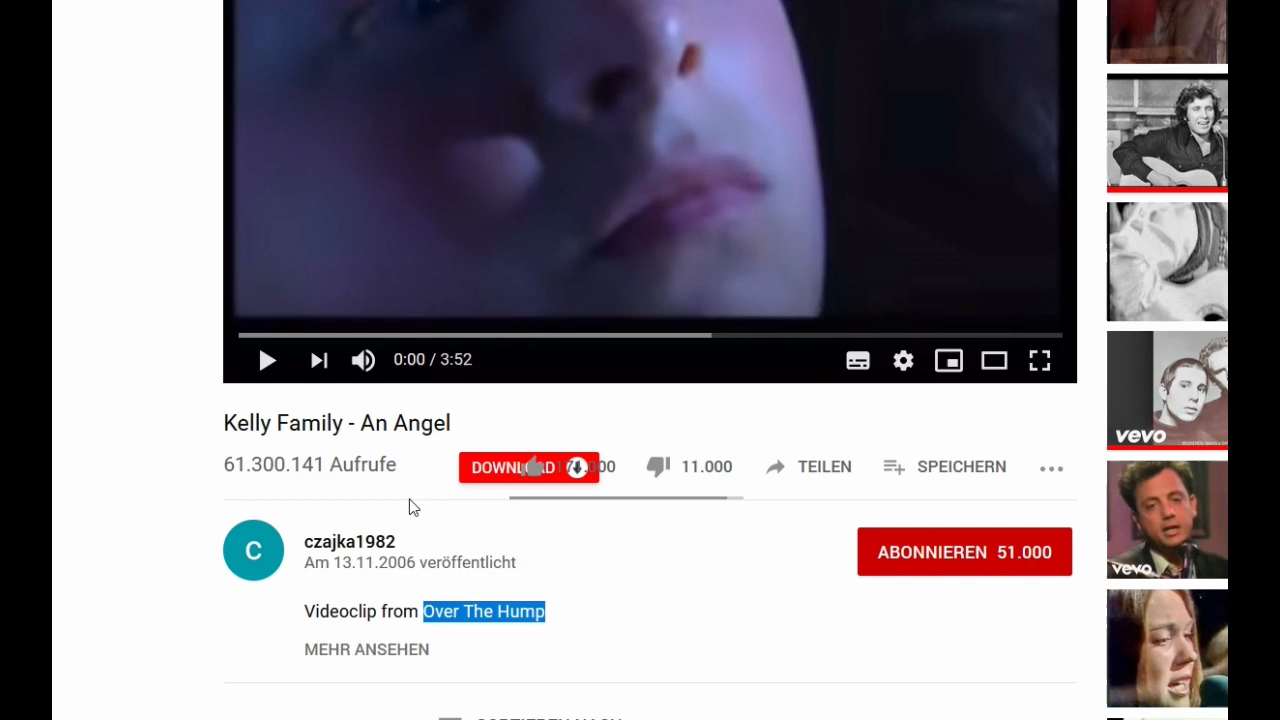 0:00 / 3:52
Kelly Family - An Angel
61.300.141 Aufrufe
DOWNLOAD
11.000
TEILEN
SPEICHERN
C
czajka1982
Am 13.11.2006 veröffentlicht
ABONNIEREN 51.000
Videoclip from Over The Hump
MEHR ANSEHEN
vevo
vevo